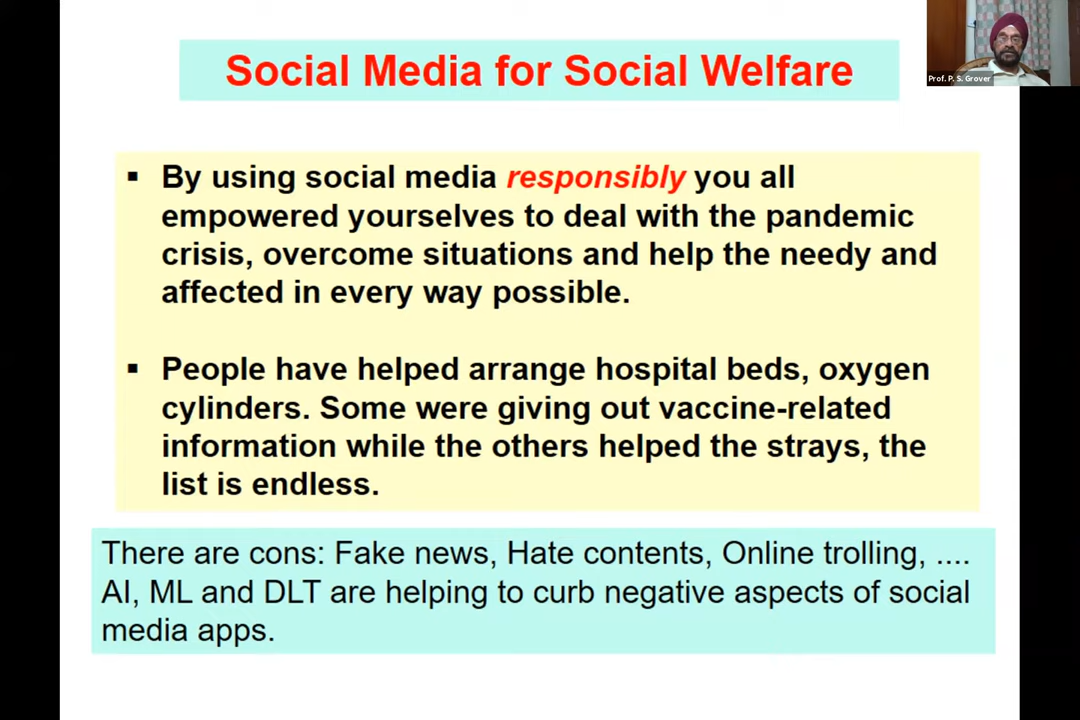 Social Media for Social Welfare
Prof. P. S. Grover
▪ By using social media responsibly you all
empowered yourselves to deal with the pandemic
crisis, overcome situations and help the needy and
affected in every way possible.
▪ People have helped arrange hospital beds, oxygen
cylinders. Some were giving out vaccine-related
information while the others helped the strays, the
list is endless.
There are cons: Fake news, Hate contents, Online trolling, ....
AI, ML and DLT are helping to curb negative aspects of social
media apps.